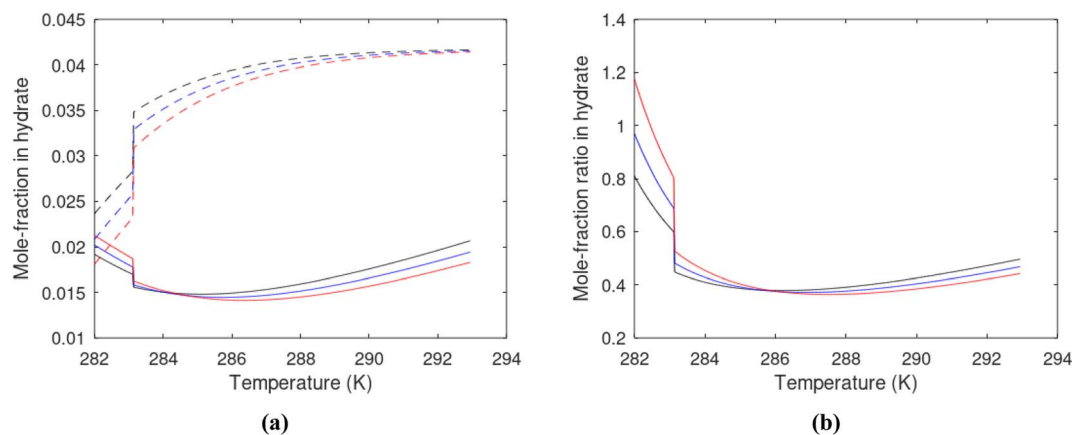 0.045
0.04
0.035
0.03
0.025
0.02
0.015
0.01
Mole-fraction in hydrate
282 284 286 288 290 292 294
Temperature (K)
(a)
1.4
1.2
1
0.8
0.6
0.4
0.2
Mole-fraction ratio in hydrate
282 284 286 288 290 292 294
Temperature (K)
(b)